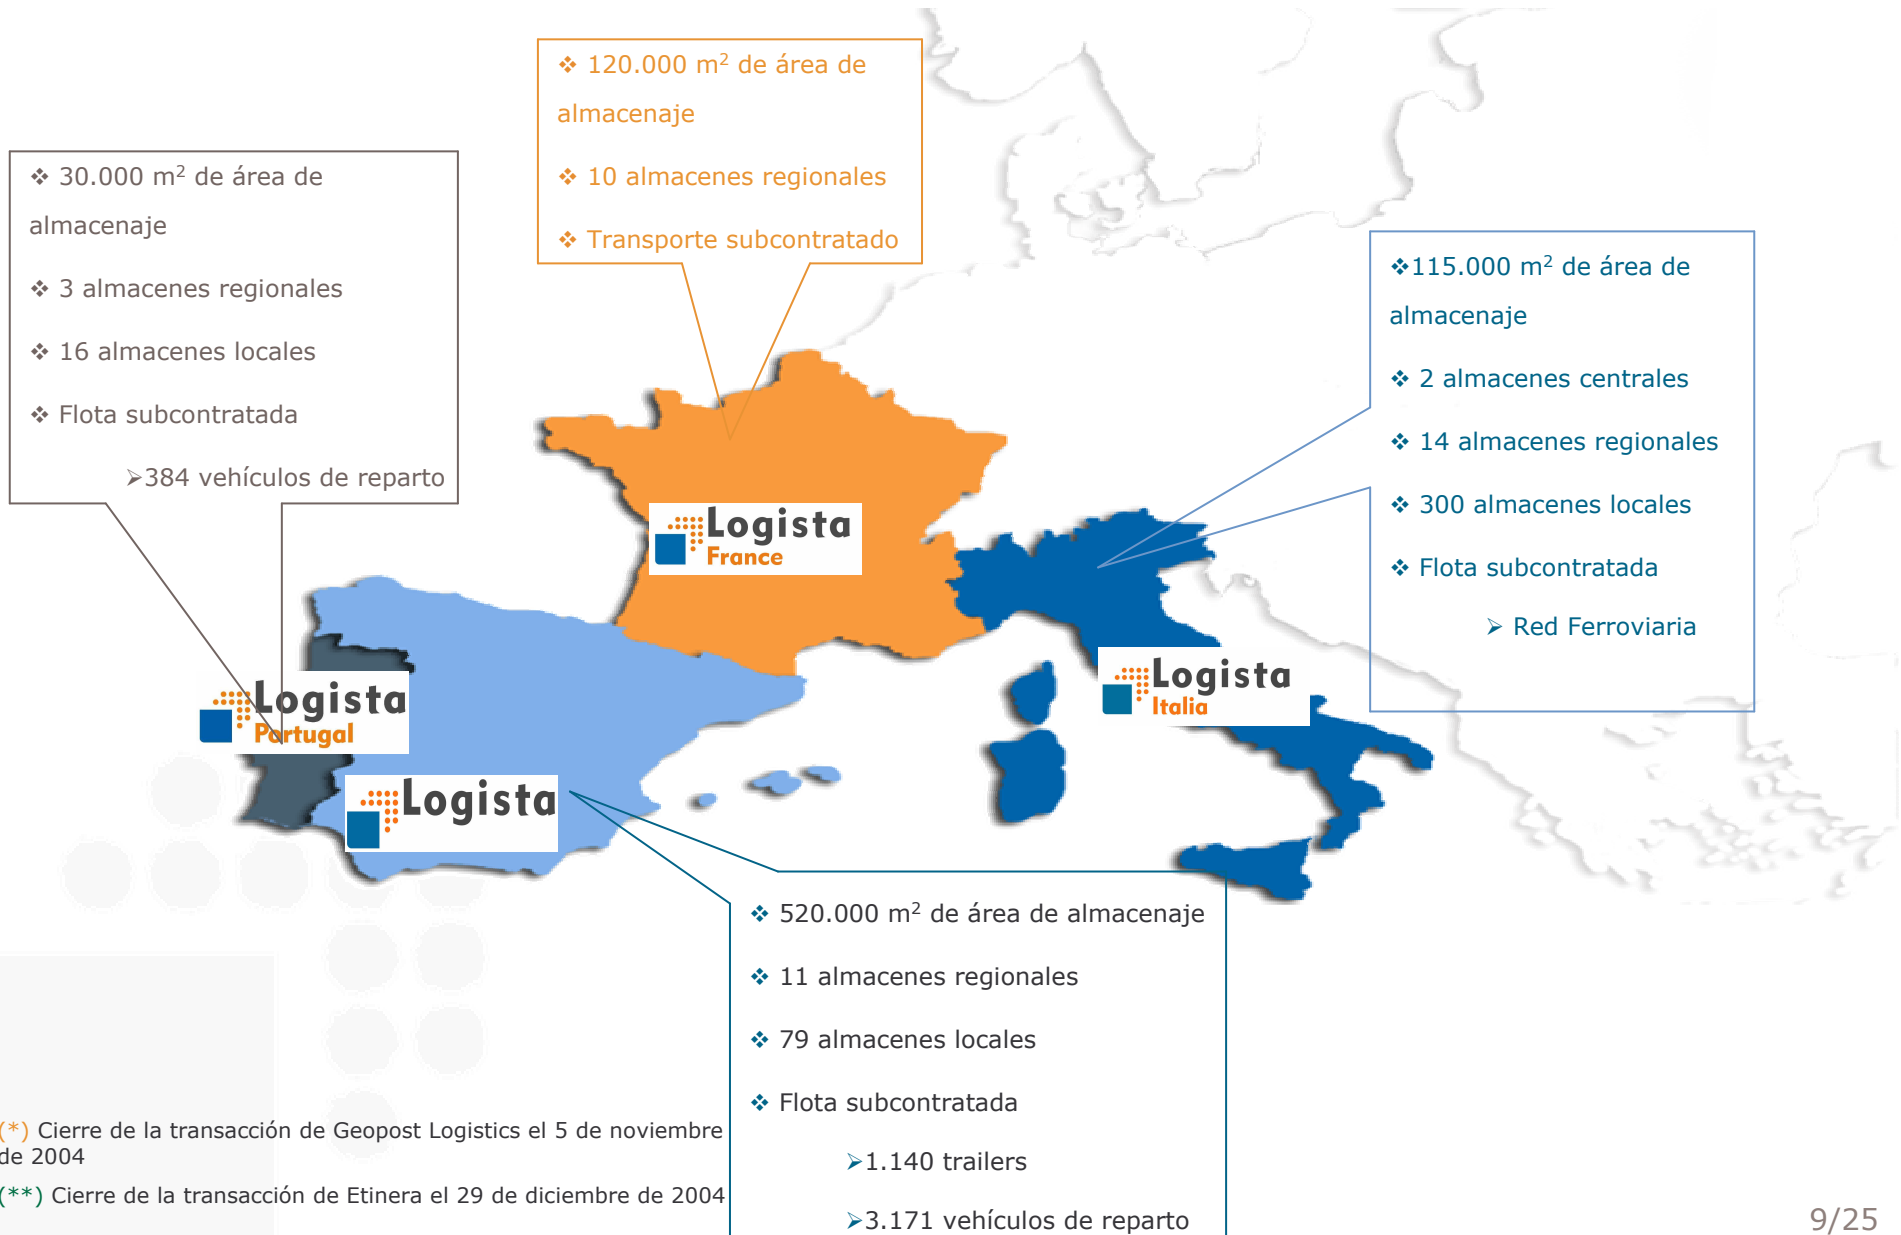 ❖ 120.000 m² de área de
almacenaje
❖ 10 almacenes regionales
❖ Transporte subcontratado
❖ 30.000 m² de área de
almacenaje
❖ 3 almacenes regionales
❖ 16 almacenes locales
❖ Flota subcontratada
➢384 vehículos de reparto
❖115.000 m² de área de
almacenaje
❖ 2 almacenes centrales
❖ 14 almacenes regionales
❖ 300 almacenes locales
❖ Flota subcontratada
➢ Red Ferroviaria
Logista
France
Logista
Italia
Logista
Portugal
Logista
❖ 520.000 m² de área de almacenaje
❖ 11 almacenes regionales
❖ 79 almacenes locales
❖ Flota subcontratada
➢1.140 trailers
➢3.171 vehículos de reparto
(*) Cierre de la transacción de Geopost Logistics el 5 de noviembre
de 2004
(**) Cierre de la transacción de Etinera el 29 de diciembre de 2004
9/25